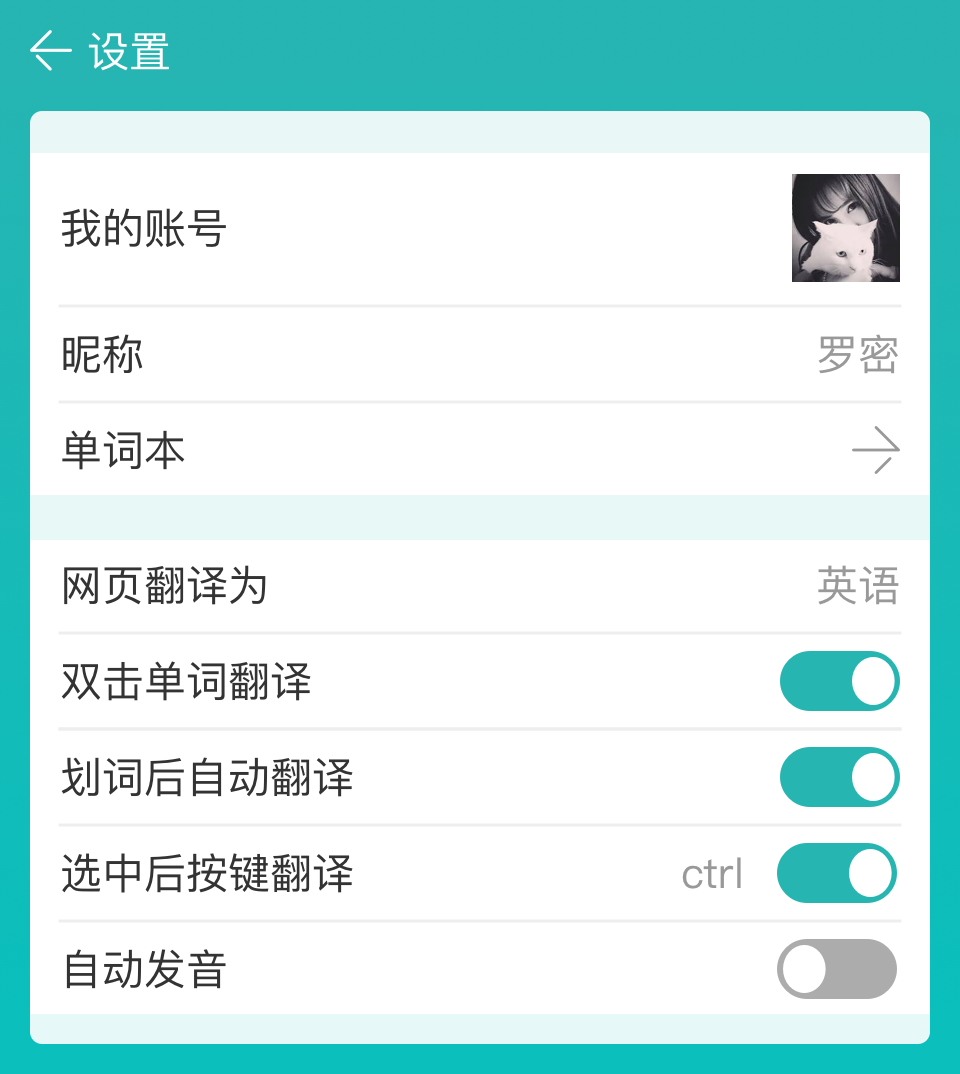 设置
我的账号
昵称 罗密
单词本
网页翻译为 英语
双击单词翻译
划词后自动翻译
选中后按键翻译 ctrl
自动发音